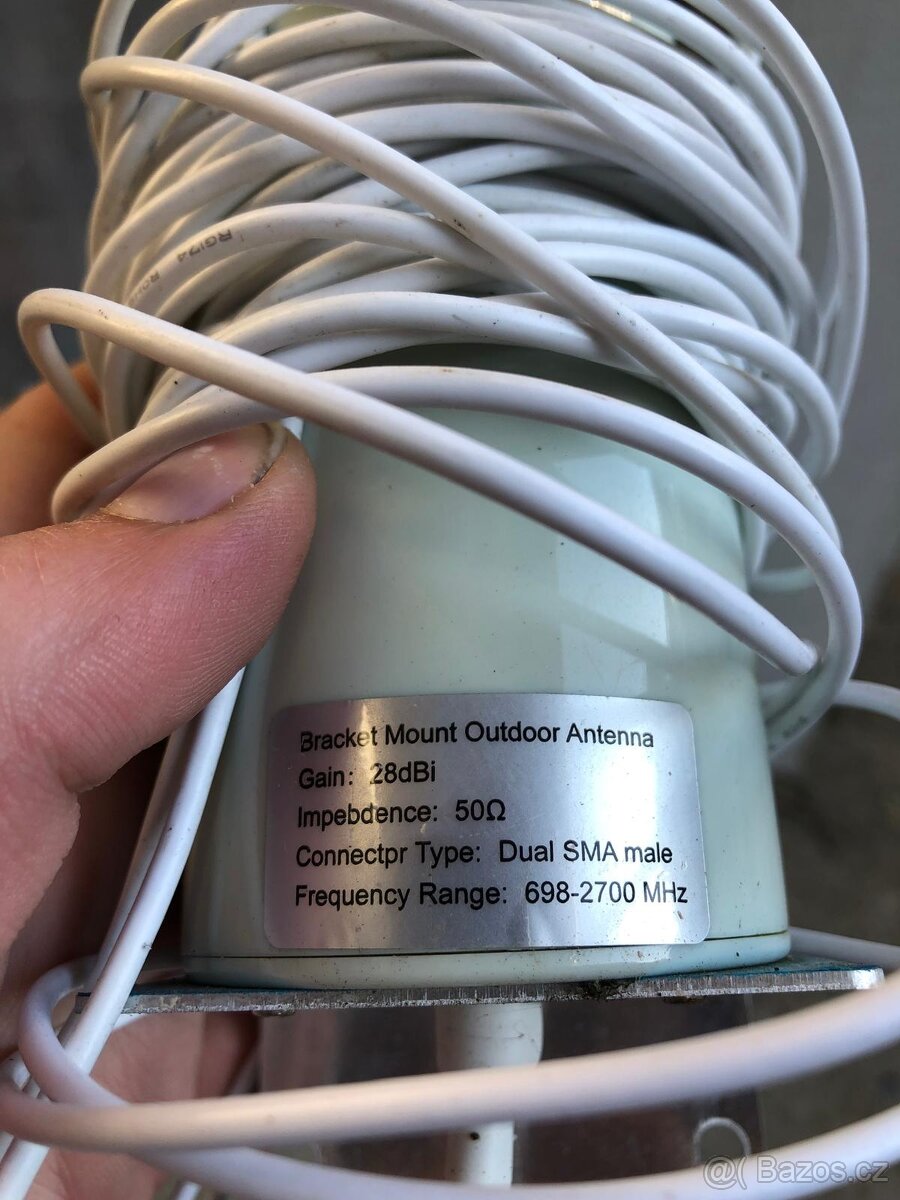 RG174
Bracket Mount Outdoor Antenna
Gain: 28dBi
Impebdence: 50Ω
Connectpr Type: Dual SMA male
Frequency Range: 698-2700 MHz
@( Bazos.cz